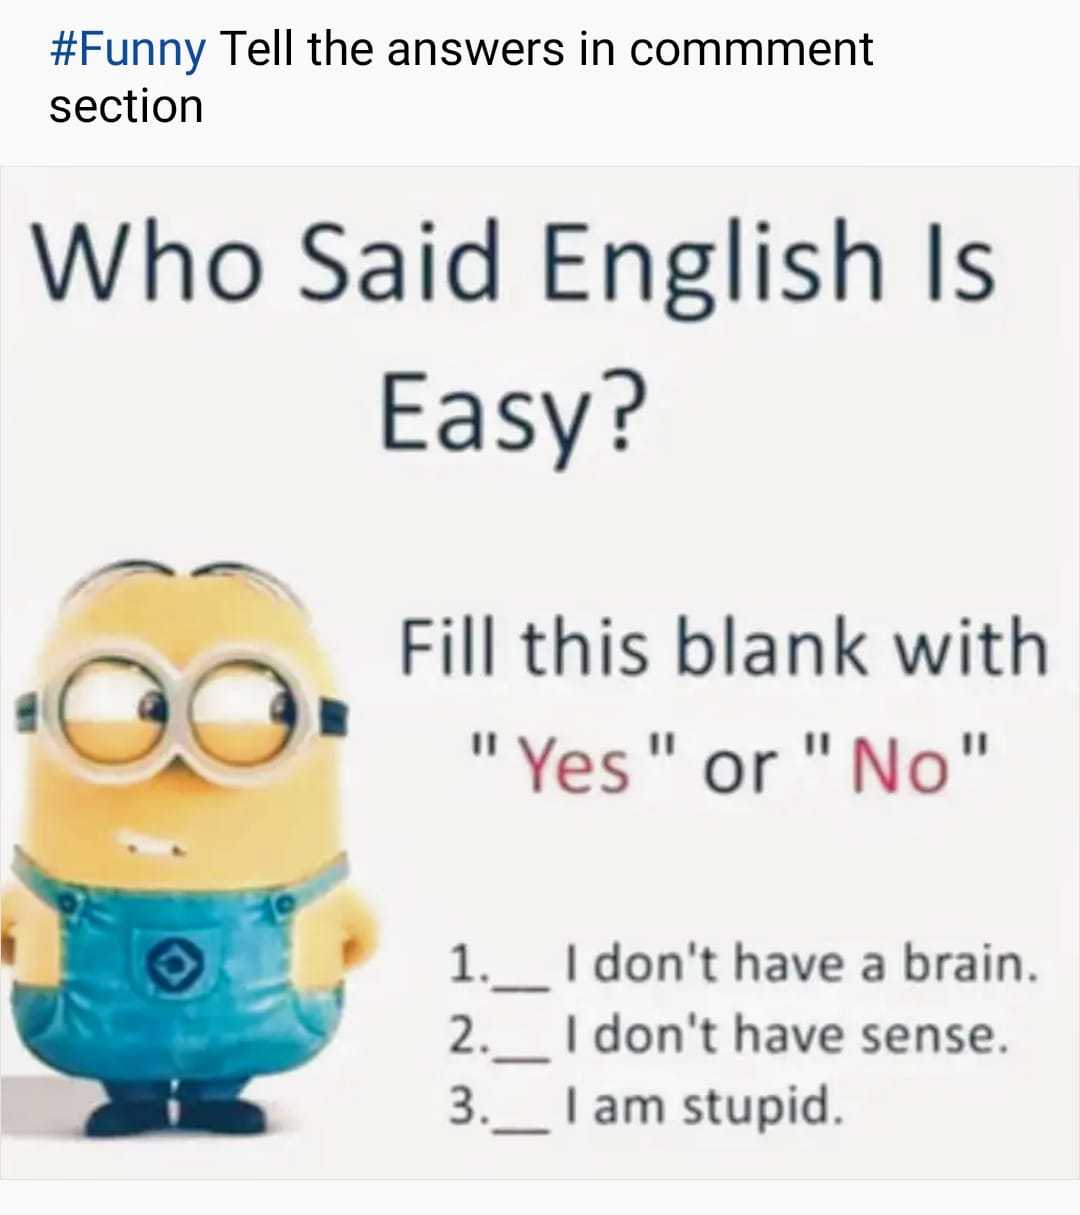 #Funny Tell the answers in commment
section
Who Said English Is
Easy?
Fill this blank with
" Yes " or " No"
1.__ I don't have a brain.
2.__ I don't have sense.
3.__ I am stupid.